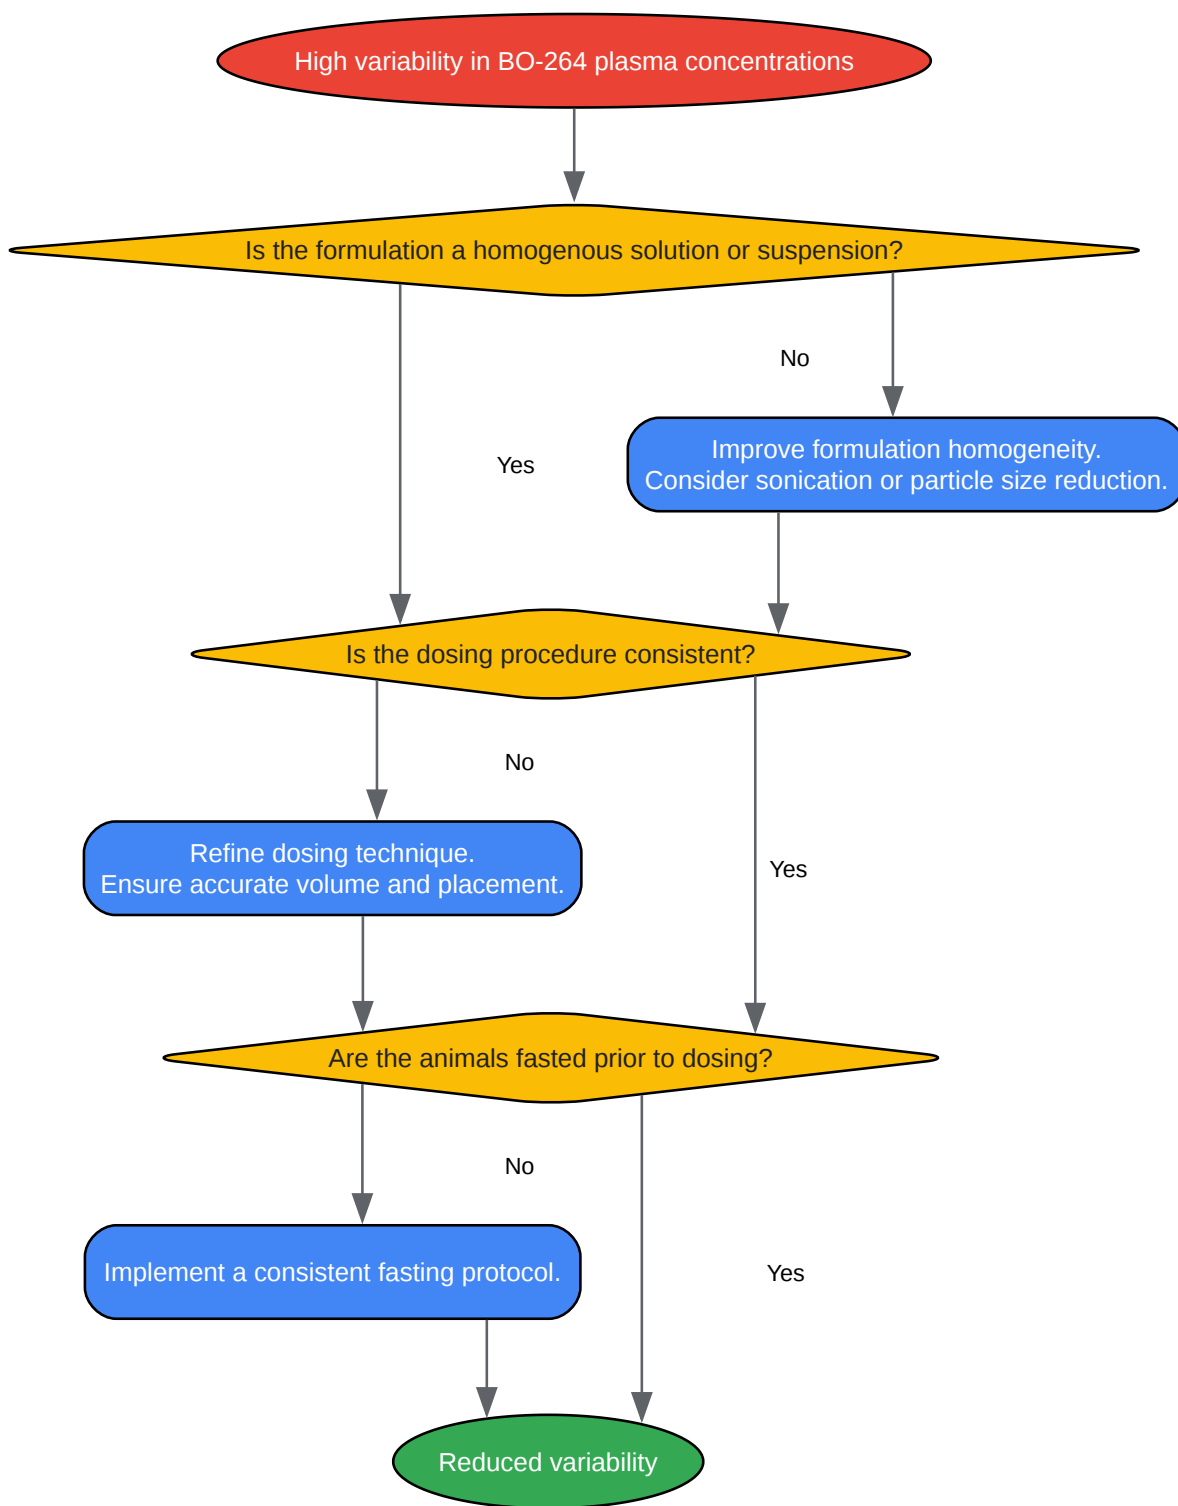 High variability in BO-264 plasma concentrations
Is the formulation a homogenous solution or suspension?
No
Improve formulation homogeneity.
Consider sonication or particle size reduction.
Yes
Is the dosing procedure consistent?
No
Refine dosing technique.
Ensure accurate volume and placement.
Yes
Are the animals fasted prior to dosing?
No
Implement a consistent fasting protocol.
Yes
Reduced variability